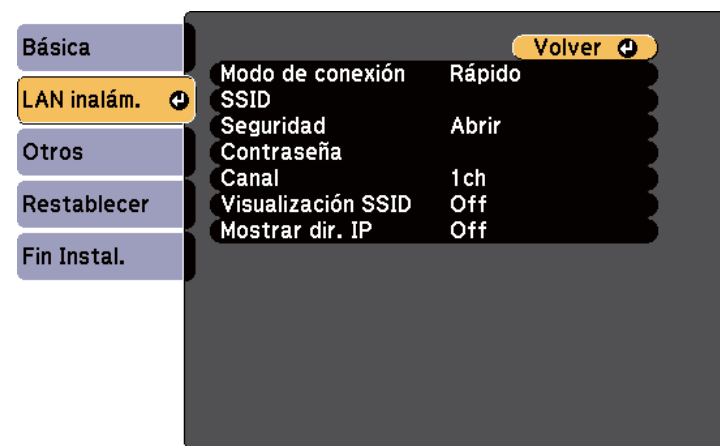 Básica
LAN inalám.
Otros
Restablecer
Fin Instal.
Volver
Modo de conexión Rápido
SSID
Seguridad Abrir
Contraseña
Canal 1ch
Visualización SSID Off
Mostrar dir. IP Off